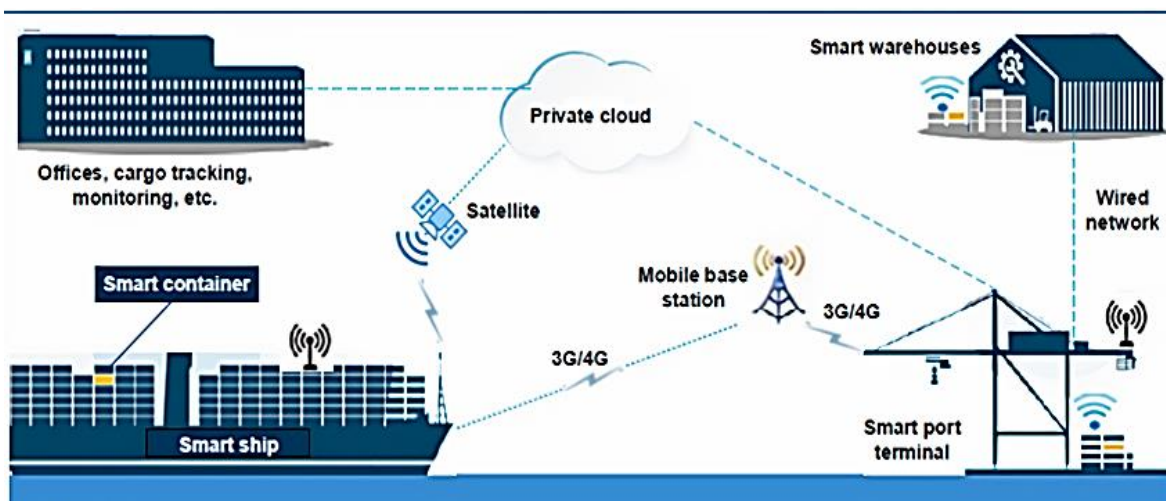 Smart warehouses
Private cloud
Offices, cargo tracking,
monitoring, etc.
Satellite
Wired
network
Smart container
Mobile base
station
3G/4G
3G/4G
Smart port
terminal
Smart ship